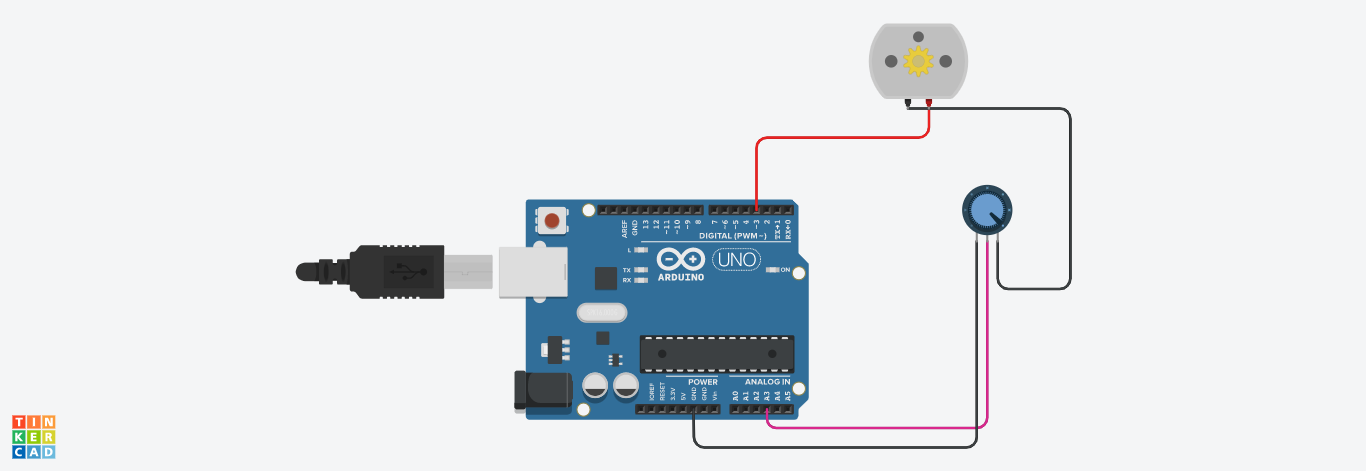 AREF
GND
13
12
~11
~10
~9
8
7
~6
~5
4
~3
2
TX→1
RX←0
DIGITAL (PWM~)
L
TX
RX
ARDUINO
UNO
ON
IOREF
RESET
3.3V
5V
GND
GND
Vin
POWER
A0
A1
A2
A3
A4
A5
ANALOG IN
TIN
KER
CAD